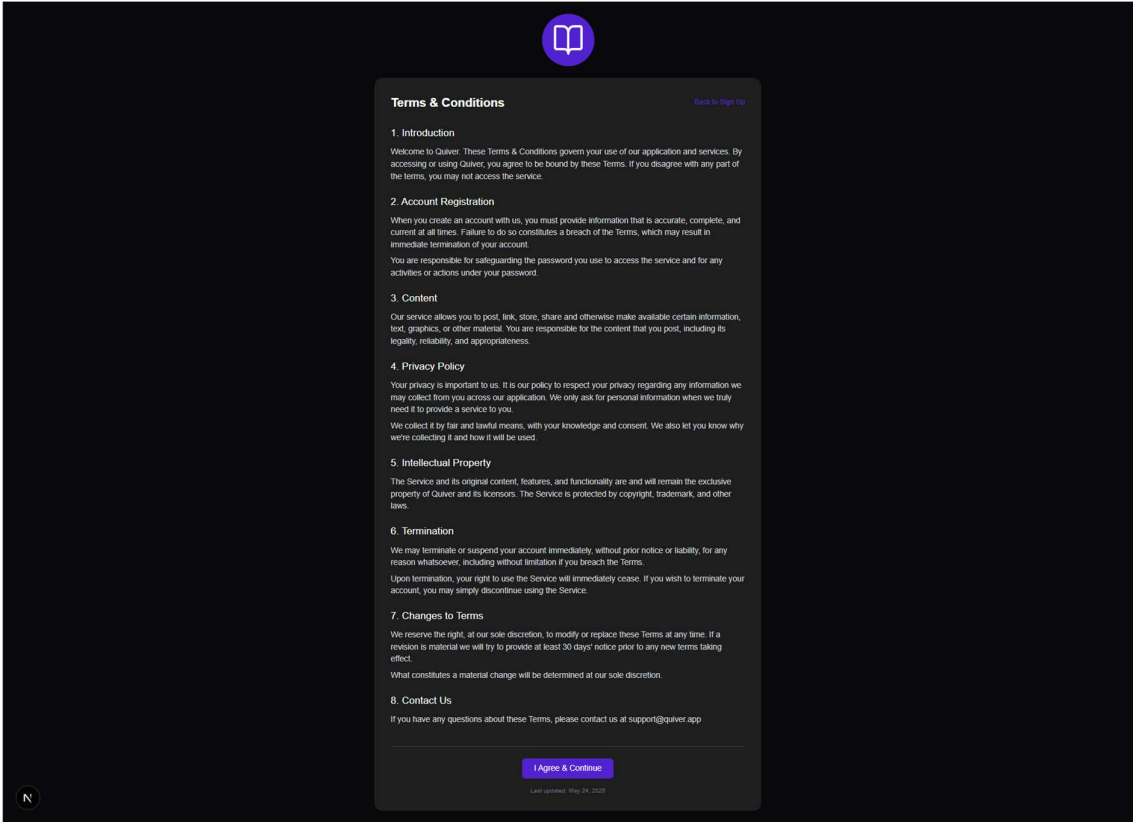 Terms & Conditions
Back to Sign Up
1. Introduction
Welcome to Quiver. These Terms & Conditions govern your use of our application and services. By
accessing or using Quiver, you agree to be bound by these Terms. If you disagree with any part of
the terms, you may not access the service.
2. Account Registration
When you create an account with us, you must provide information that is accurate, complete, and
current at all times. Failure to do so constitutes a breach of the Terms, which may result in
immediate termination of your account.
You are responsible for safeguarding the password you use to access the service and for any
activities or actions under your password.
3. Content
Our service allows you to post, link, store, share and otherwise make available certain information,
text, graphics, or other material. You are responsible for the content that you post, including its
legality, reliability, and appropriateness.
4. Privacy Policy
Your privacy is important to us. It is our policy to respect your privacy regarding any information we
may collect from you across our application. We only ask for personal information when we truly
need it to provide a service to you.
We collect it by fair and lawful means, with your knowledge and consent. We also let you know why
we're collecting it and how it will be used.
5. Intellectual Property
The Service and its original content, features, and functionality are and will remain the exclusive
property of Quiver and its licensors. The Service is protected by copyright, trademark, and other
laws.
6. Termination
We may terminate or suspend your account immediately, without prior notice or liability, for any
reason whatsoever, including without limitation if you breach the Terms.
Upon termination, your right to use the Service will immediately cease. If you wish to terminate your
account, you may simply discontinue using the Service.
7. Changes to Terms
We reserve the right, at our sole discretion, to modify or replace these Terms at any time. If a
revision is material we will try to provide at least 30 days' notice prior to any new terms taking
effect.
What constitutes a material change will be determined at our sole discretion.
8. Contact Us
If you have any questions about these Terms, please contact us at support@quiver.app
I Agree & Continue
Last updated: May 24, 2025
N